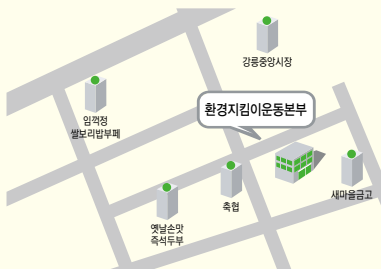 강릉중앙시장
임꺽정
쌀보리밥부페
환경지킴이운동본부
새마을금고
축협
옛날손맛
즉석두부